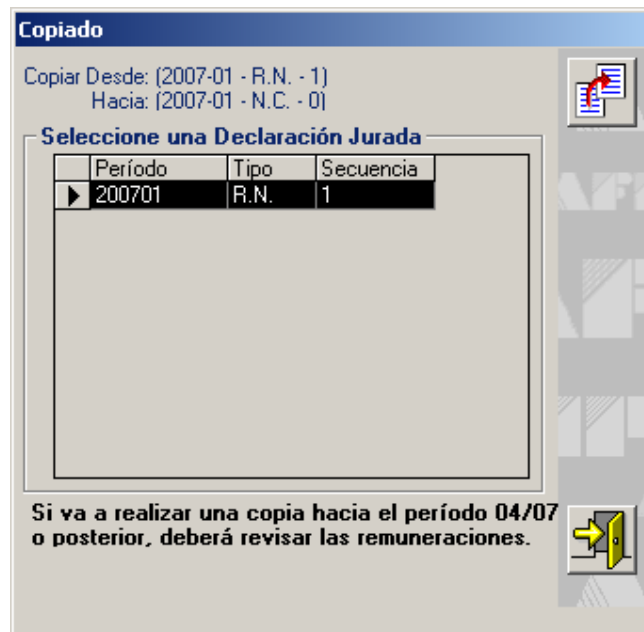 Copiado
Copiar Desde: (2007-01 - R.N. - 1)
Hacia: (2007-01 - N.C. - 0)
Seleccione una Declaración Jurada
Período Tipo Secuencia
200701 R.N. 1
Si va a realizar una copia hacia el período 04/07
o posterior, deberá revisar las remuneraciones.